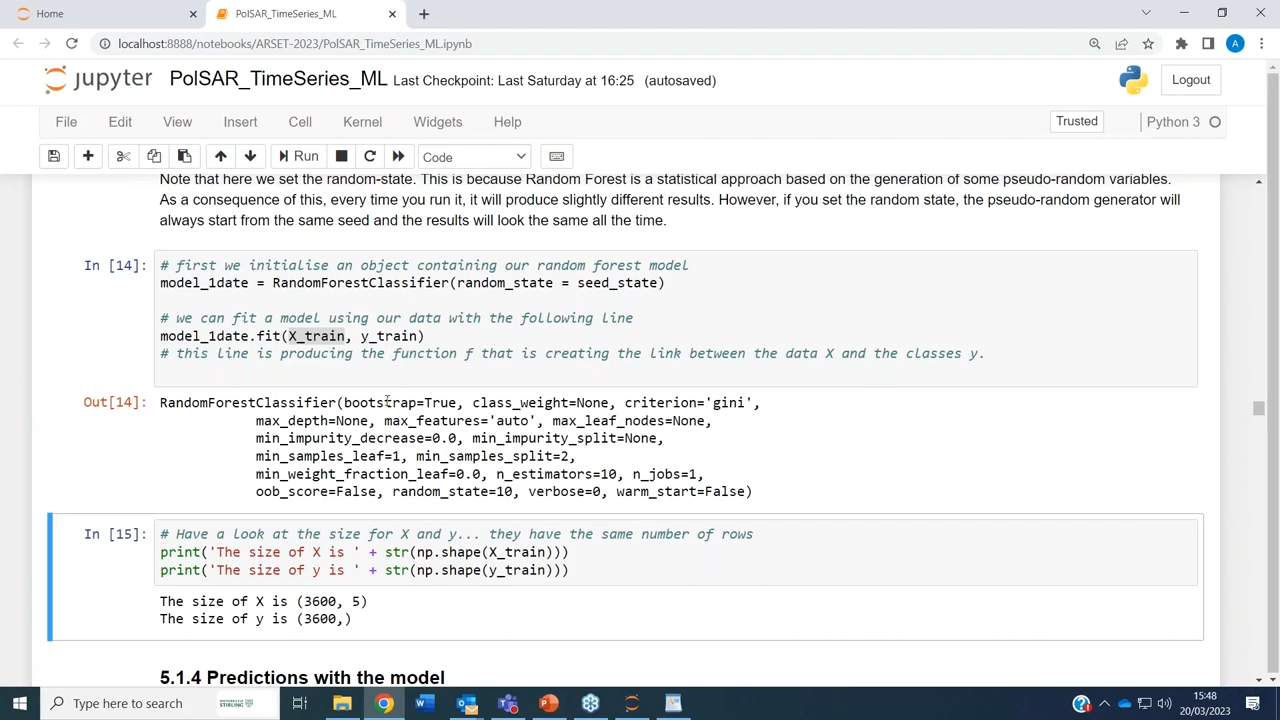 Home
PolSAR_TimeSeries_ML
localhost:8888/notebooks/ARSET-2023/PolSAR_TimeSeries_ML.ipynb
A
jupyter PolSAR_TimeSeries_ML Last Checkpoint: Last Saturday at 16:25 (autosaved)
Logout
File Edit View Insert Cell Kernel Widgets Help
Trusted Python 3
Run Code
Note that here we set the random-state. This is because Random Forest is a statistical approach based on the generation of some pseudo-random variables.
As a consequence of this, every time you run it, it will produce slightly different results. However, if you set the random state, the pseudo-random generator will
always start from the same seed and the results will look the same all the time.
In [14]: # first we initialise an object containing our random forest model
model_1date = RandomForestClassifier(random_state = seed_state)
# we can fit a model using our data with the following line
model_1date.fit(X_train, y_train)
# this line is producing the function f that is creating the link between the data X and the classes y.
Out[14]: RandomForestClassifier(bootstrap=True, class_weight=None, criterion='gini',
max_depth=None, max_features='auto', max_leaf_nodes=None,
min_impurity_decrease=0.0, min_impurity_split=None,
min_samples_leaf=1, min_samples_split=2,
min_weight_fraction_leaf=0.0, n_estimators=10, n_jobs=1,
oob_score=False, random_state=10, verbose=0, warm_start=False)
In [15]: # Have a look at the size for X and y... they have the same number of rows
print('The size of X is ' + str(np.shape(X_train)))
print('The size of y is ' + str(np.shape(y_train)))
The size of X is (3600, 5)
The size of y is (3600,)
5.1.4 Predictions with the model
Type here to search
15:48
20/03/2023